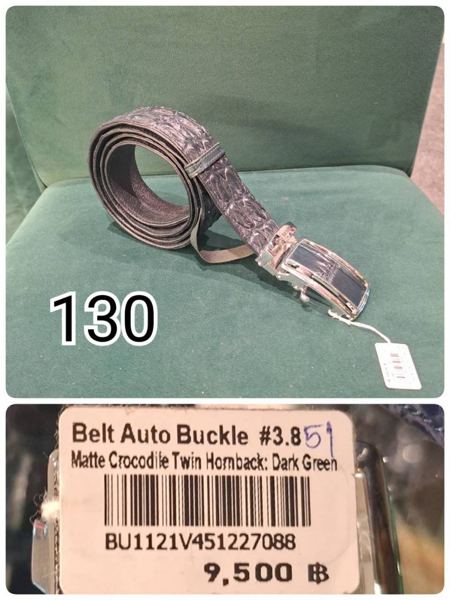 130
Belt Auto Buckle #3.8 51
Matte Crocodile Twin Hornback: Dark Green
BU1121V451227088
9,500 ฿